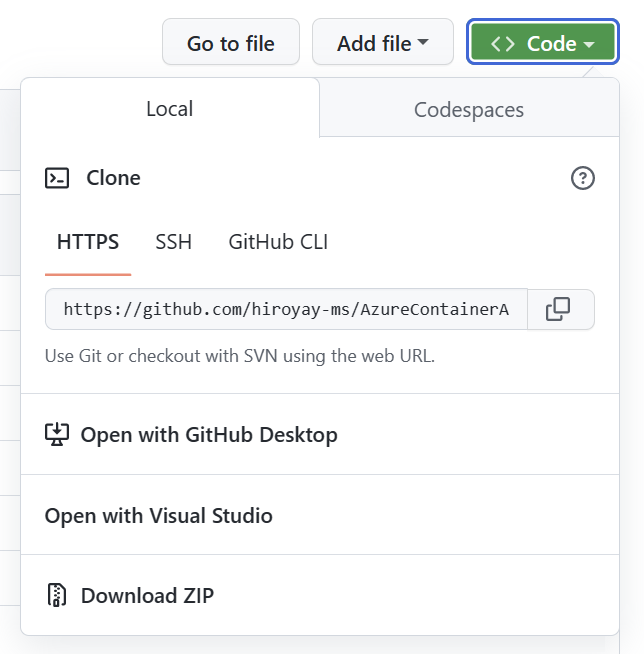 Go to file Add file <> Code
Local Codespaces
Clone
HTTPS SSH GitHub CLI
https://github.com/hiroyay-ms/AzureContainerA
Use Git or checkout with SVN using the web URL.
Open with GitHub Desktop
Open with Visual Studio
Download ZIP